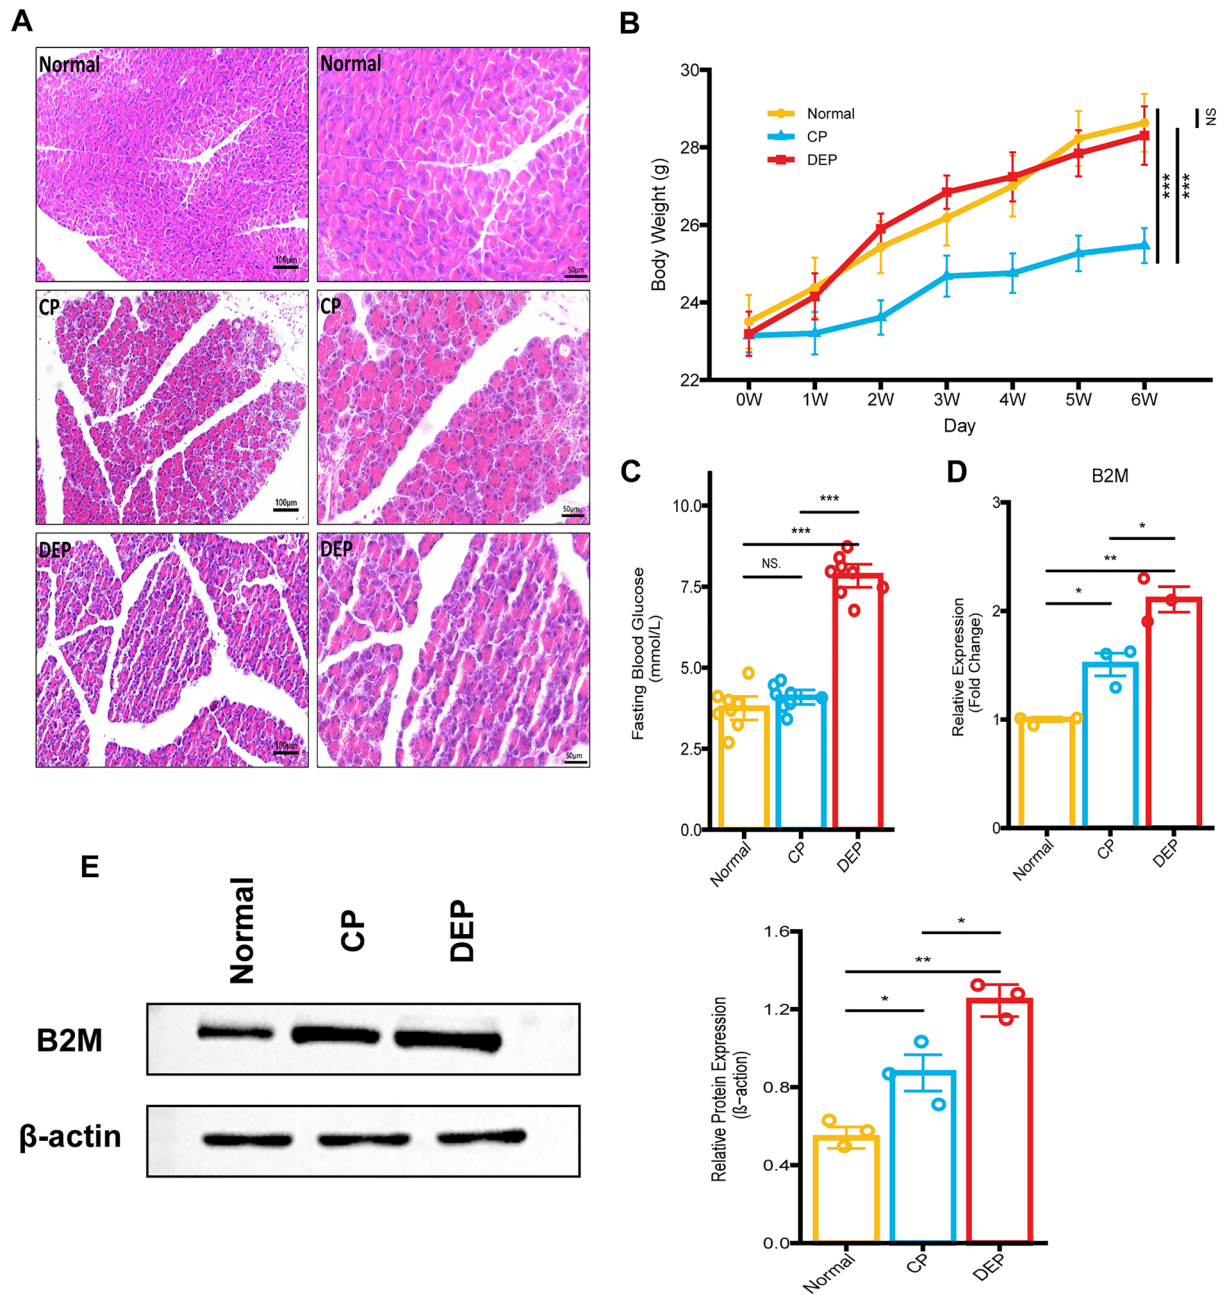 A
Normal
100μm
Normal
50μm
CP
100μm
CP
50μm
DEP
100μm
DEP
50μm
B
30
28
26
24
22
Body Weight (g)
Normal
CP
DEP
0W 1W 2W 3W 4W 5W 6W
Day
***
***
NS
C
10.0
7.5
5.0
2.5
0.0
Fasting Blood Glucose
(mmol/L)
***
***
NS.
Normal
CP
DEP
D
B2M
3
2
1
0
Relative Expression
(Fold Change)
*
**
*
Normal
CP
DEP
E
Normal
CP
DEP
B2M
β-actin
1.6
1.2
0.8
0.4
0.0
Relative Protein Expression
(ß−action)
*
**
*
Normal
CP
DEP